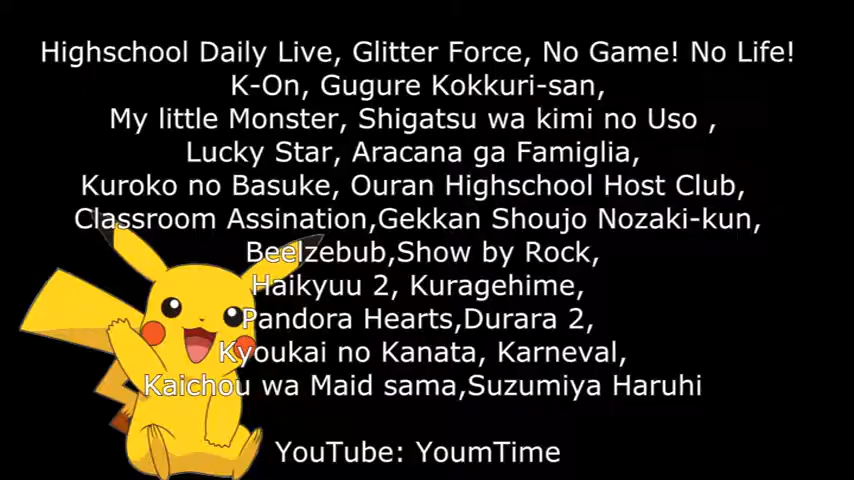 Highschool Daily Live, Glitter Force, No Game! No Life!
K-On, Gugure Kokkuri-san,
My little Monster, Shigatsu wa kimi no Uso ,
Lucky Star, Aracana ga Famiglia,
Kuroko no Basuke, Ouran Highschool Host Club,
Classroom Assination,Gekkan Shoujo Nozaki-kun,
Beelzebub,Show by Rock,
Haikyuu 2, Kuragehime,
Pandora Hearts,Durara 2,
Kyoukai no Kanata, Karneval,
Kaichou wa Maid sama,Suzumiya Haruhi
YouTube: YoumTime